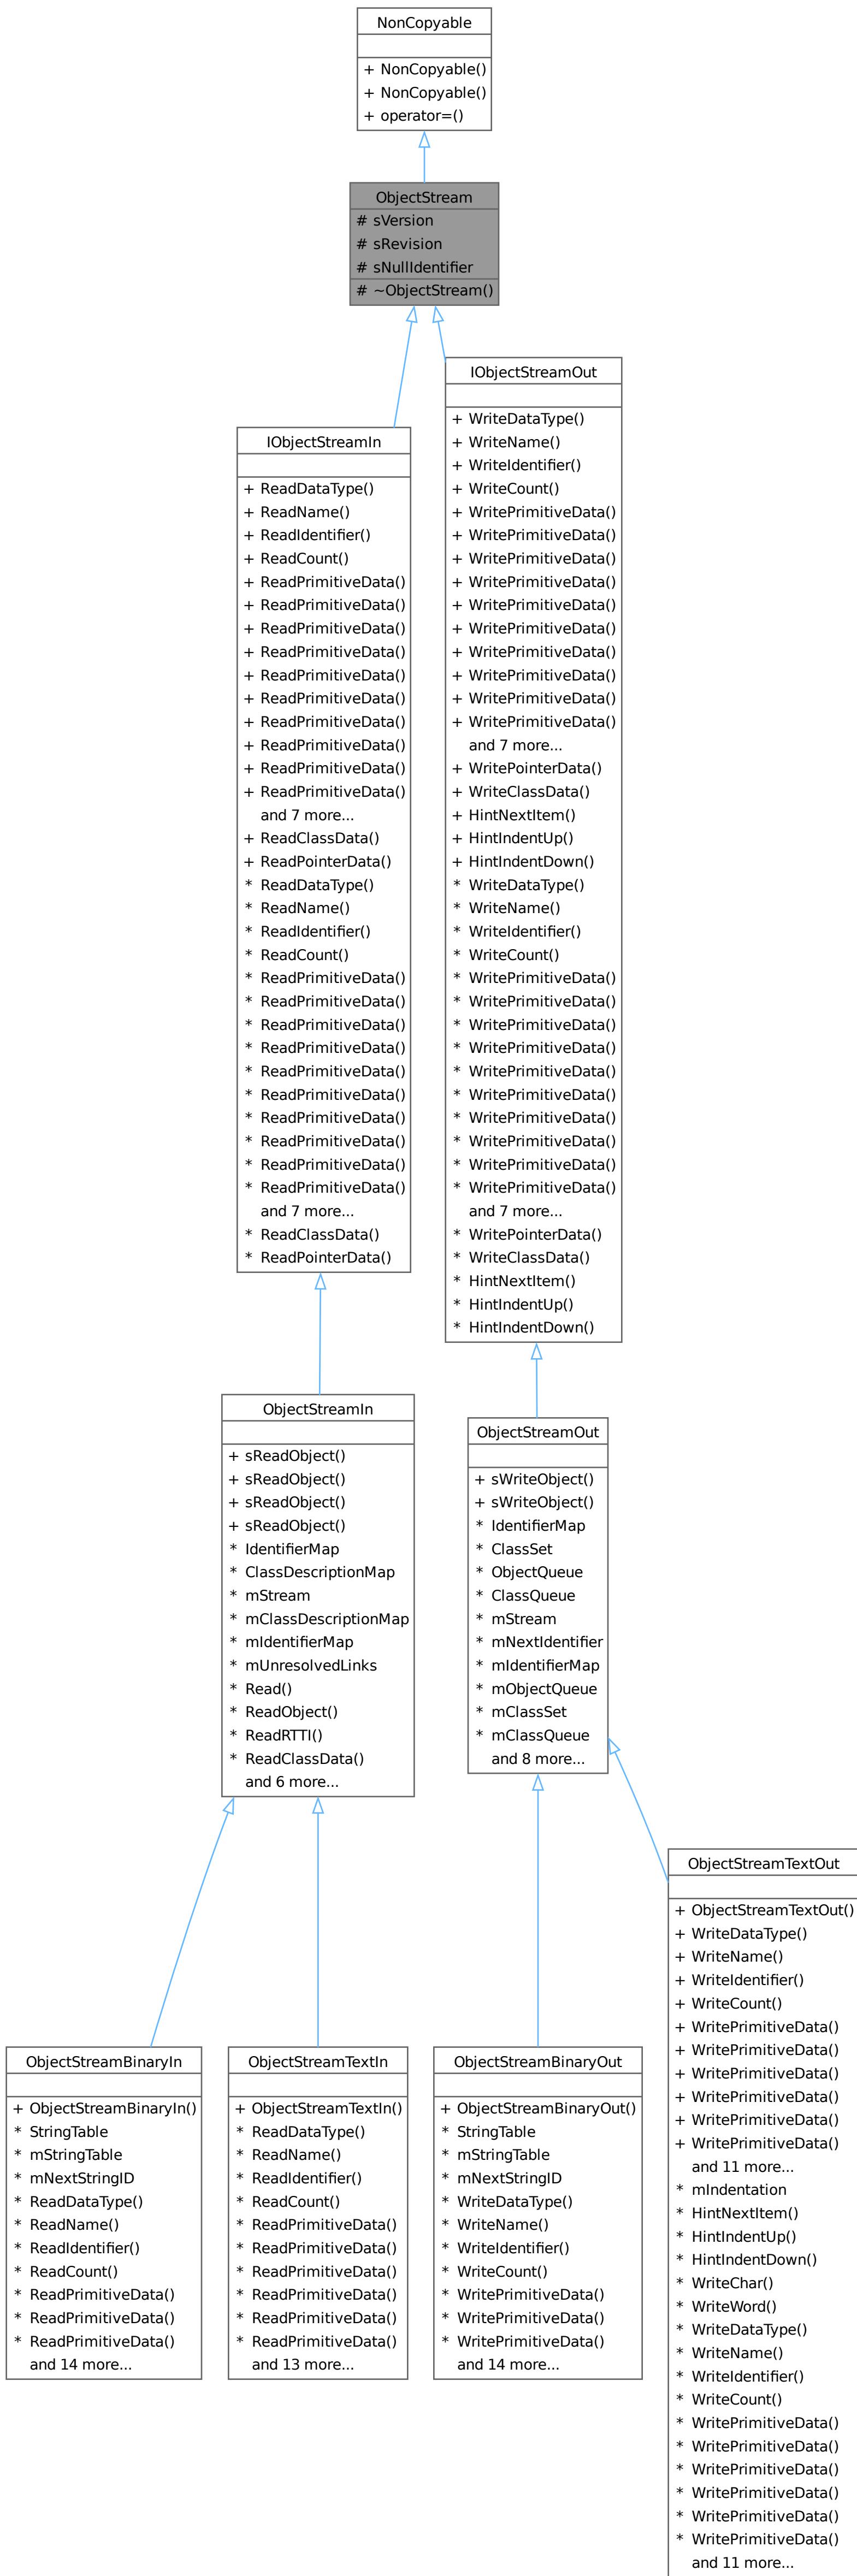 NonCopyable
+ NonCopyable()
+ NonCopyable()
+ operator=()
ObjectStream
# sVersion
# sRevision
# sNullIdentifier
# ~ObjectStream()
IObjectStreamOut
+ WriteDataType()
+ WriteName()
+ WriteIdentifier()
+ WriteCount()
+ WritePrimitiveData()
+ WritePrimitiveData()
+ WritePrimitiveData()
+ WritePrimitiveData()
+ WritePrimitiveData()
+ WritePrimitiveData()
+ WritePrimitiveData()
+ WritePrimitiveData()
+ WritePrimitiveData()
+ WritePrimitiveData()
and 7 more...
+ WritePointerData()
+ WriteClassData()
+ HintNextItem()
+ HintIndentUp()
+ HintIndentDown()
* WriteDataType()
* WriteName()
* WriteIdentifier()
* WriteCount()
* WritePrimitiveData()
* WritePrimitiveData()
* WritePrimitiveData()
* WritePrimitiveData()
* WritePrimitiveData()
* WritePrimitiveData()
* WritePrimitiveData()
* WritePrimitiveData()
* WritePrimitiveData()
* WritePrimitiveData()
and 7 more...
* WritePointerData()
* WriteClassData()
* HintNextItem()
* HintIndentUp()
* HintIndentDown()
IObjectStreamIn
+ ReadDataType()
+ ReadName()
+ ReadIdentifier()
+ ReadCount()
+ ReadPrimitiveData()
+ ReadPrimitiveData()
+ ReadPrimitiveData()
+ ReadPrimitiveData()
+ ReadPrimitiveData()
+ ReadPrimitiveData()
+ ReadPrimitiveData()
+ ReadPrimitiveData()
+ ReadPrimitiveData()
+ ReadPrimitiveData()
and 7 more...
+ ReadClassData()
+ ReadPointerData()
* ReadDataType()
* ReadName()
* ReadIdentifier()
* ReadCount()
* ReadPrimitiveData()
* ReadPrimitiveData()
* ReadPrimitiveData()
* ReadPrimitiveData()
* ReadPrimitiveData()
* ReadPrimitiveData()
* ReadPrimitiveData()
* ReadPrimitiveData()
* ReadPrimitiveData()
* ReadPrimitiveData()
and 7 more...
* ReadClassData()
* ReadPointerData()
ObjectStreamIn
+ sReadObject()
+ sReadObject()
+ sReadObject()
+ sReadObject()
* IdentifierMap
* ClassDescriptionMap
* mStream
* mClassDescriptionMap
* mIdentifierMap
* mUnresolvedLinks
* Read()
* ReadObject()
* ReadRTTI()
* ReadClassData()
and 6 more...
ObjectStreamOut
+ sWriteObject()
+ sWriteObject()
* IdentifierMap
* ClassSet
* ObjectQueue
* ClassQueue
* mStream
* mNextIdentifier
* mIdentifierMap
* mObjectQueue
* mClassSet
* mClassQueue
and 8 more...
ObjectStreamTextOut
+ ObjectStreamTextOut()
+ WriteDataType()
+ WriteName()
+ WriteIdentifier()
+ WriteCount()
+ WritePrimitiveData()
+ WritePrimitiveData()
+ WritePrimitiveData()
+ WritePrimitiveData()
+ WritePrimitiveData()
+ WritePrimitiveData()
and 11 more...
* mIndentation
* HintNextItem()
* HintIndentUp()
* HintIndentDown()
* WriteChar()
* WriteWord()
* WriteDataType()
* WriteName()
* WriteIdentifier()
* WriteCount()
* WritePrimitiveData()
* WritePrimitiveData()
* WritePrimitiveData()
* WritePrimitiveData()
* WritePrimitiveData()
* WritePrimitiveData()
and 11 more...
ObjectStreamBinaryIn
+ ObjectStreamBinaryIn()
* StringTable
* mStringTable
* mNextStringID
* ReadDataType()
* ReadName()
* ReadIdentifier()
* ReadCount()
* ReadPrimitiveData()
* ReadPrimitiveData()
* ReadPrimitiveData()
and 14 more...
ObjectStreamTextIn
+ ObjectStreamTextIn()
* ReadDataType()
* ReadName()
* ReadIdentifier()
* ReadCount()
* ReadPrimitiveData()
* ReadPrimitiveData()
* ReadPrimitiveData()
* ReadPrimitiveData()
* ReadPrimitiveData()
* ReadPrimitiveData()
and 13 more...
ObjectStreamBinaryOut
+ ObjectStreamBinaryOut()
* StringTable
* mStringTable
* mNextStringID
* WriteDataType()
* WriteName()
* WriteIdentifier()
* WriteCount()
* WritePrimitiveData()
* WritePrimitiveData()
* WritePrimitiveData()
and 14 more...